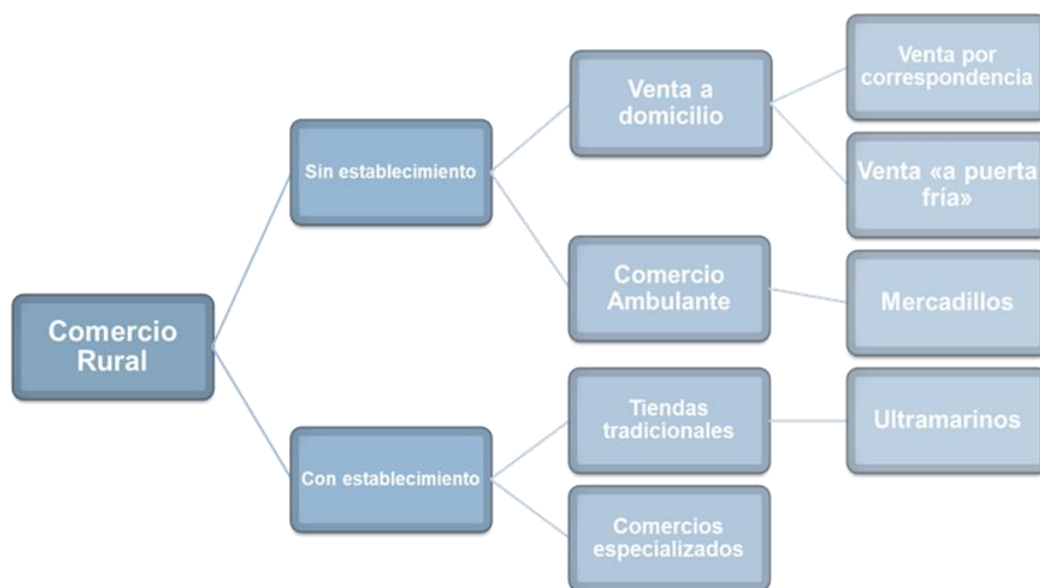 Comercio
Rural
Sin establecimiento
Venta a
domicilio
Venta por
correspondencia
Venta «a puerta
fría»
Comercio
Ambulante
Mercadillos
Con establecimiento
Tiendas
tradicionales
Ultramarinos
Comercios
especializados